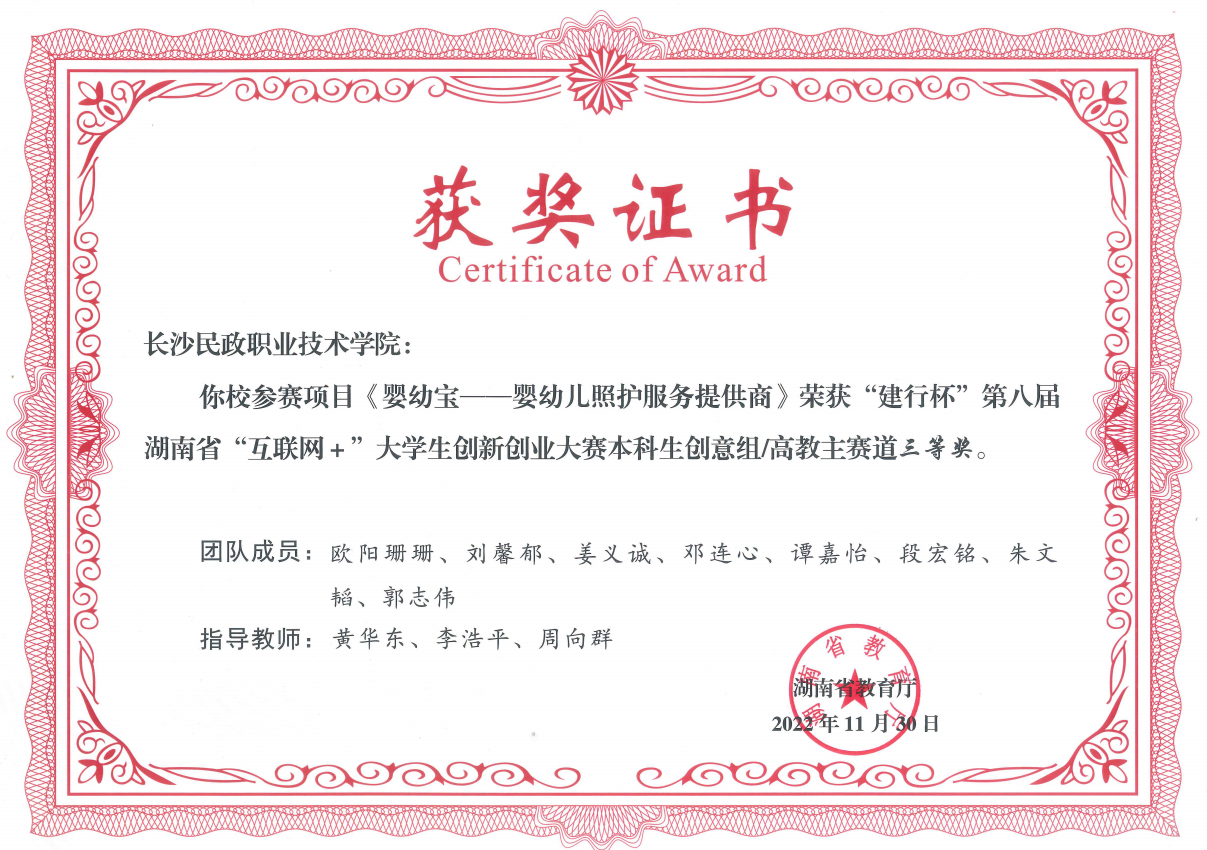 获奖证书
Certificate of Award
长沙民政职业技术学院：
你校参赛项目《婴幼宝——婴幼儿照护服务提供商》荣获“建行杯”第八届
湖南省“互联网＋”大学生创新创业大赛本科生创意组/高教主赛道三等奖。
团队成员：欧阳珊珊、刘馨郁、姜义诚、邓连心、谭嘉怡、段宏铭、朱文
韬、郭志伟
指导教师：黄华东、李浩平、周向群
湖南省教育厅
湖南省教育厅
2022年11月30日